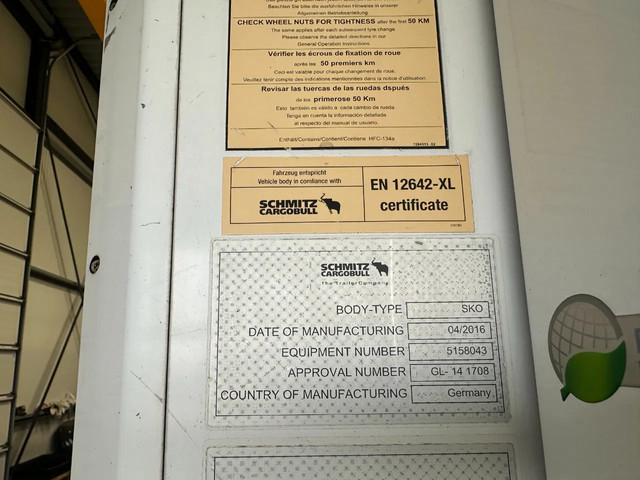 Beachten Sie bitte die ausführlichen Hinweise in unserer
Allgemeinen Betriebsanleitung
CHECK WHEEL NUTS FOR TIGHTNESS after the first 50 KM
The same applies after each subsequent tyre change
Please observe the detailed directions in our
General Operation Instructions
Vérifier les écrous de fixation de roue
après les 50 premiers km
Ceci est valable pour chaque changement de roue.
Veuillez tenir compte des indications mentionnées dans la notice d'utilisation
Revisar las tuercas de las ruedas dspués
de los primerose 50 Km
Esto también es válido a cada cambio de rueda
Tenga en cuenta la información detallada
al respecto del manual de usuario.
Enthält/Contains/Contient/Contiene HFC-134a
Fahrzeug entspricht
Vehicle body in comliance with
SCHMITZ
CARGOBULL
EN 12642-XL
certificate
SCHMITZ
CARGOBULL
the Trailer Company
BODY-TYPE SKO
DATE OF MANUFACTURING 04/2016
EQUIPMENT NUMBER 5158043
APPROVAL NUMBER GL- 14 1708
COUNTRY OF MANUFACTURING Germany